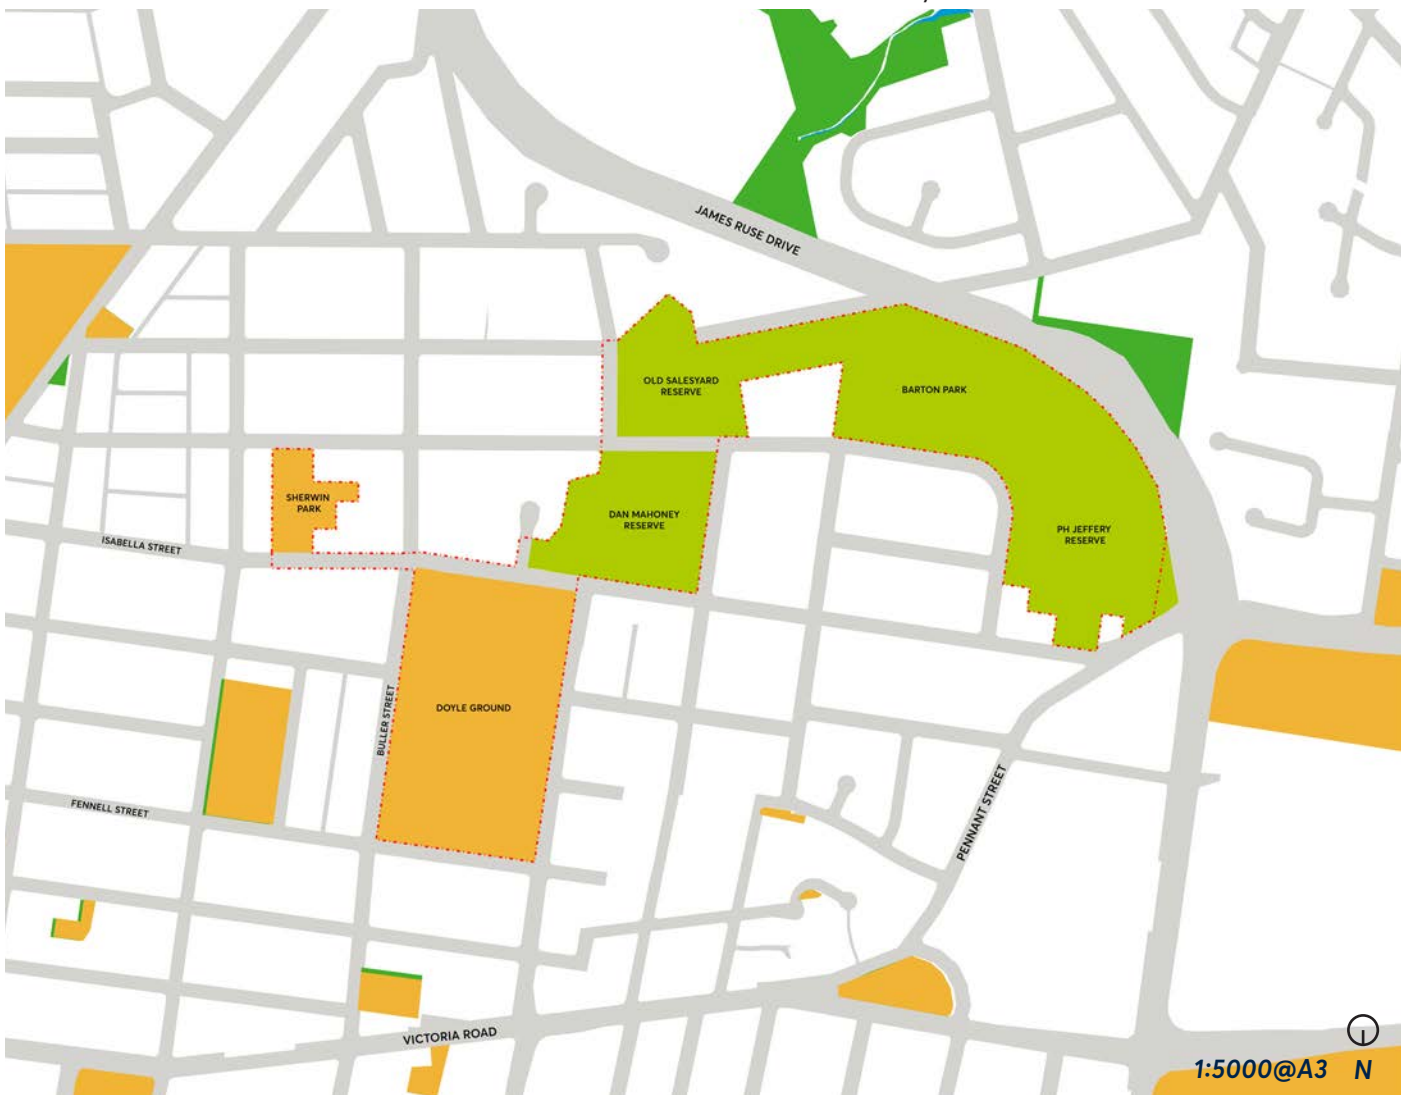 JAMES RUSE DRIVE
OLD SALESYARD
RESERVE
BARTON PARK
SHERWIN
PARK
DAN MAHONEY
RESERVE
PH JEFFERY
RESERVE
ISABELLA STREET
DOYLE GROUND
BULLER STREET
FENNELL STREET
PENNANT STREET
VICTORIA ROAD
1:5000@A3 N